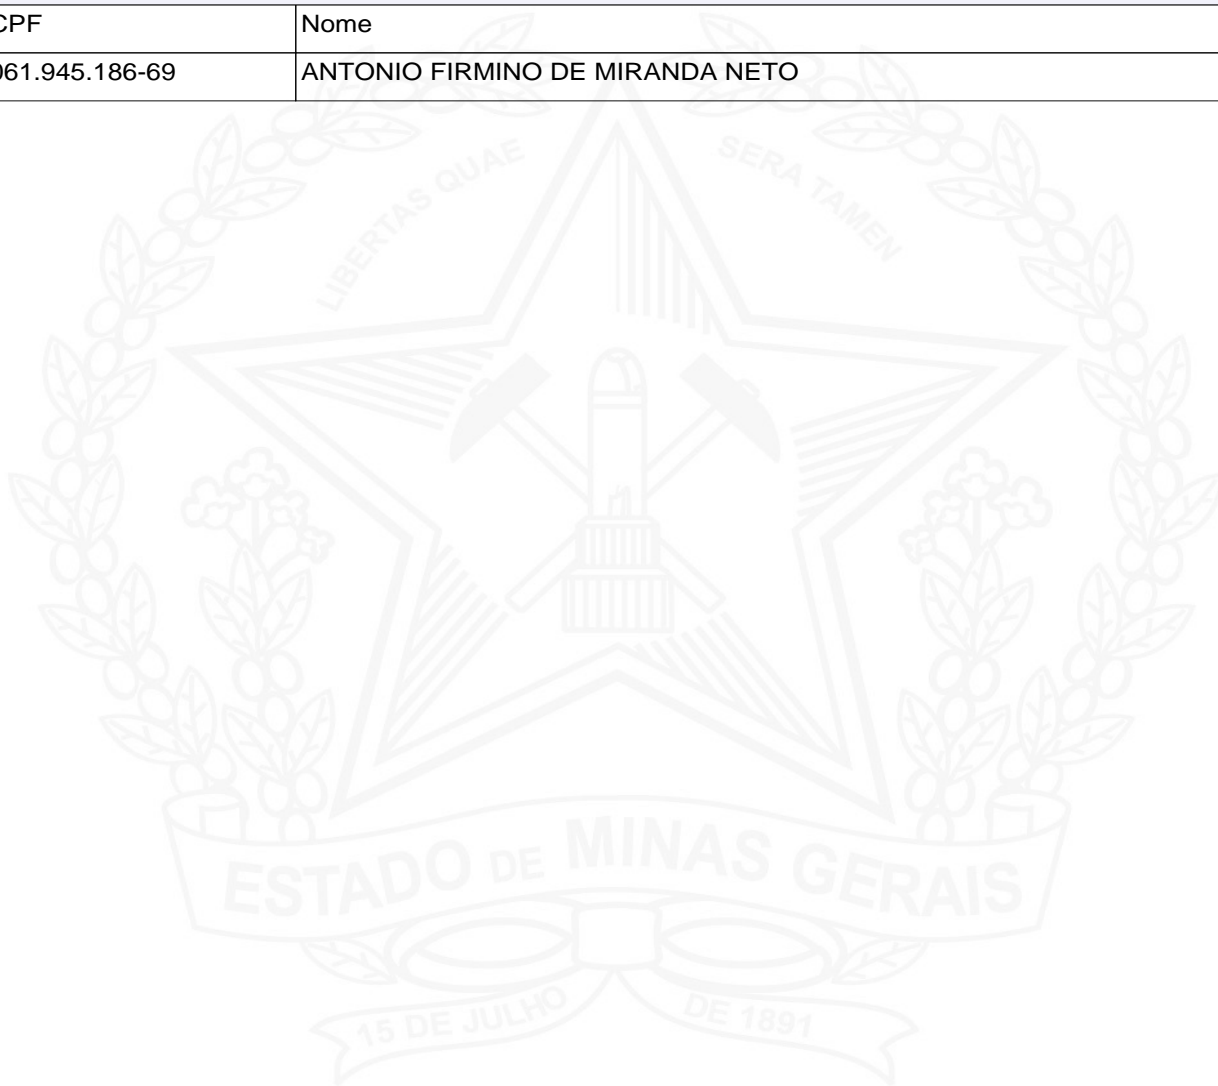 CPF Nome
061.945.186-69 ANTONIO FIRMINO DE MIRANDA NETO
LIBERTAS QUAE SERA TAMEN
ESTADO DE MINAS GERAIS
15 DE JULHO DE 1891